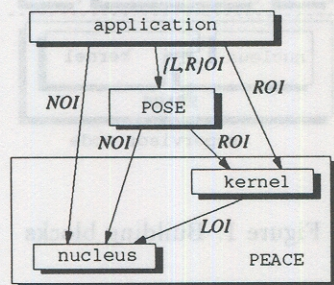 application
{L,R}OI
NOI
ROI
POSE
NOI
ROI
kernel
LOI
nucleus
PEACE